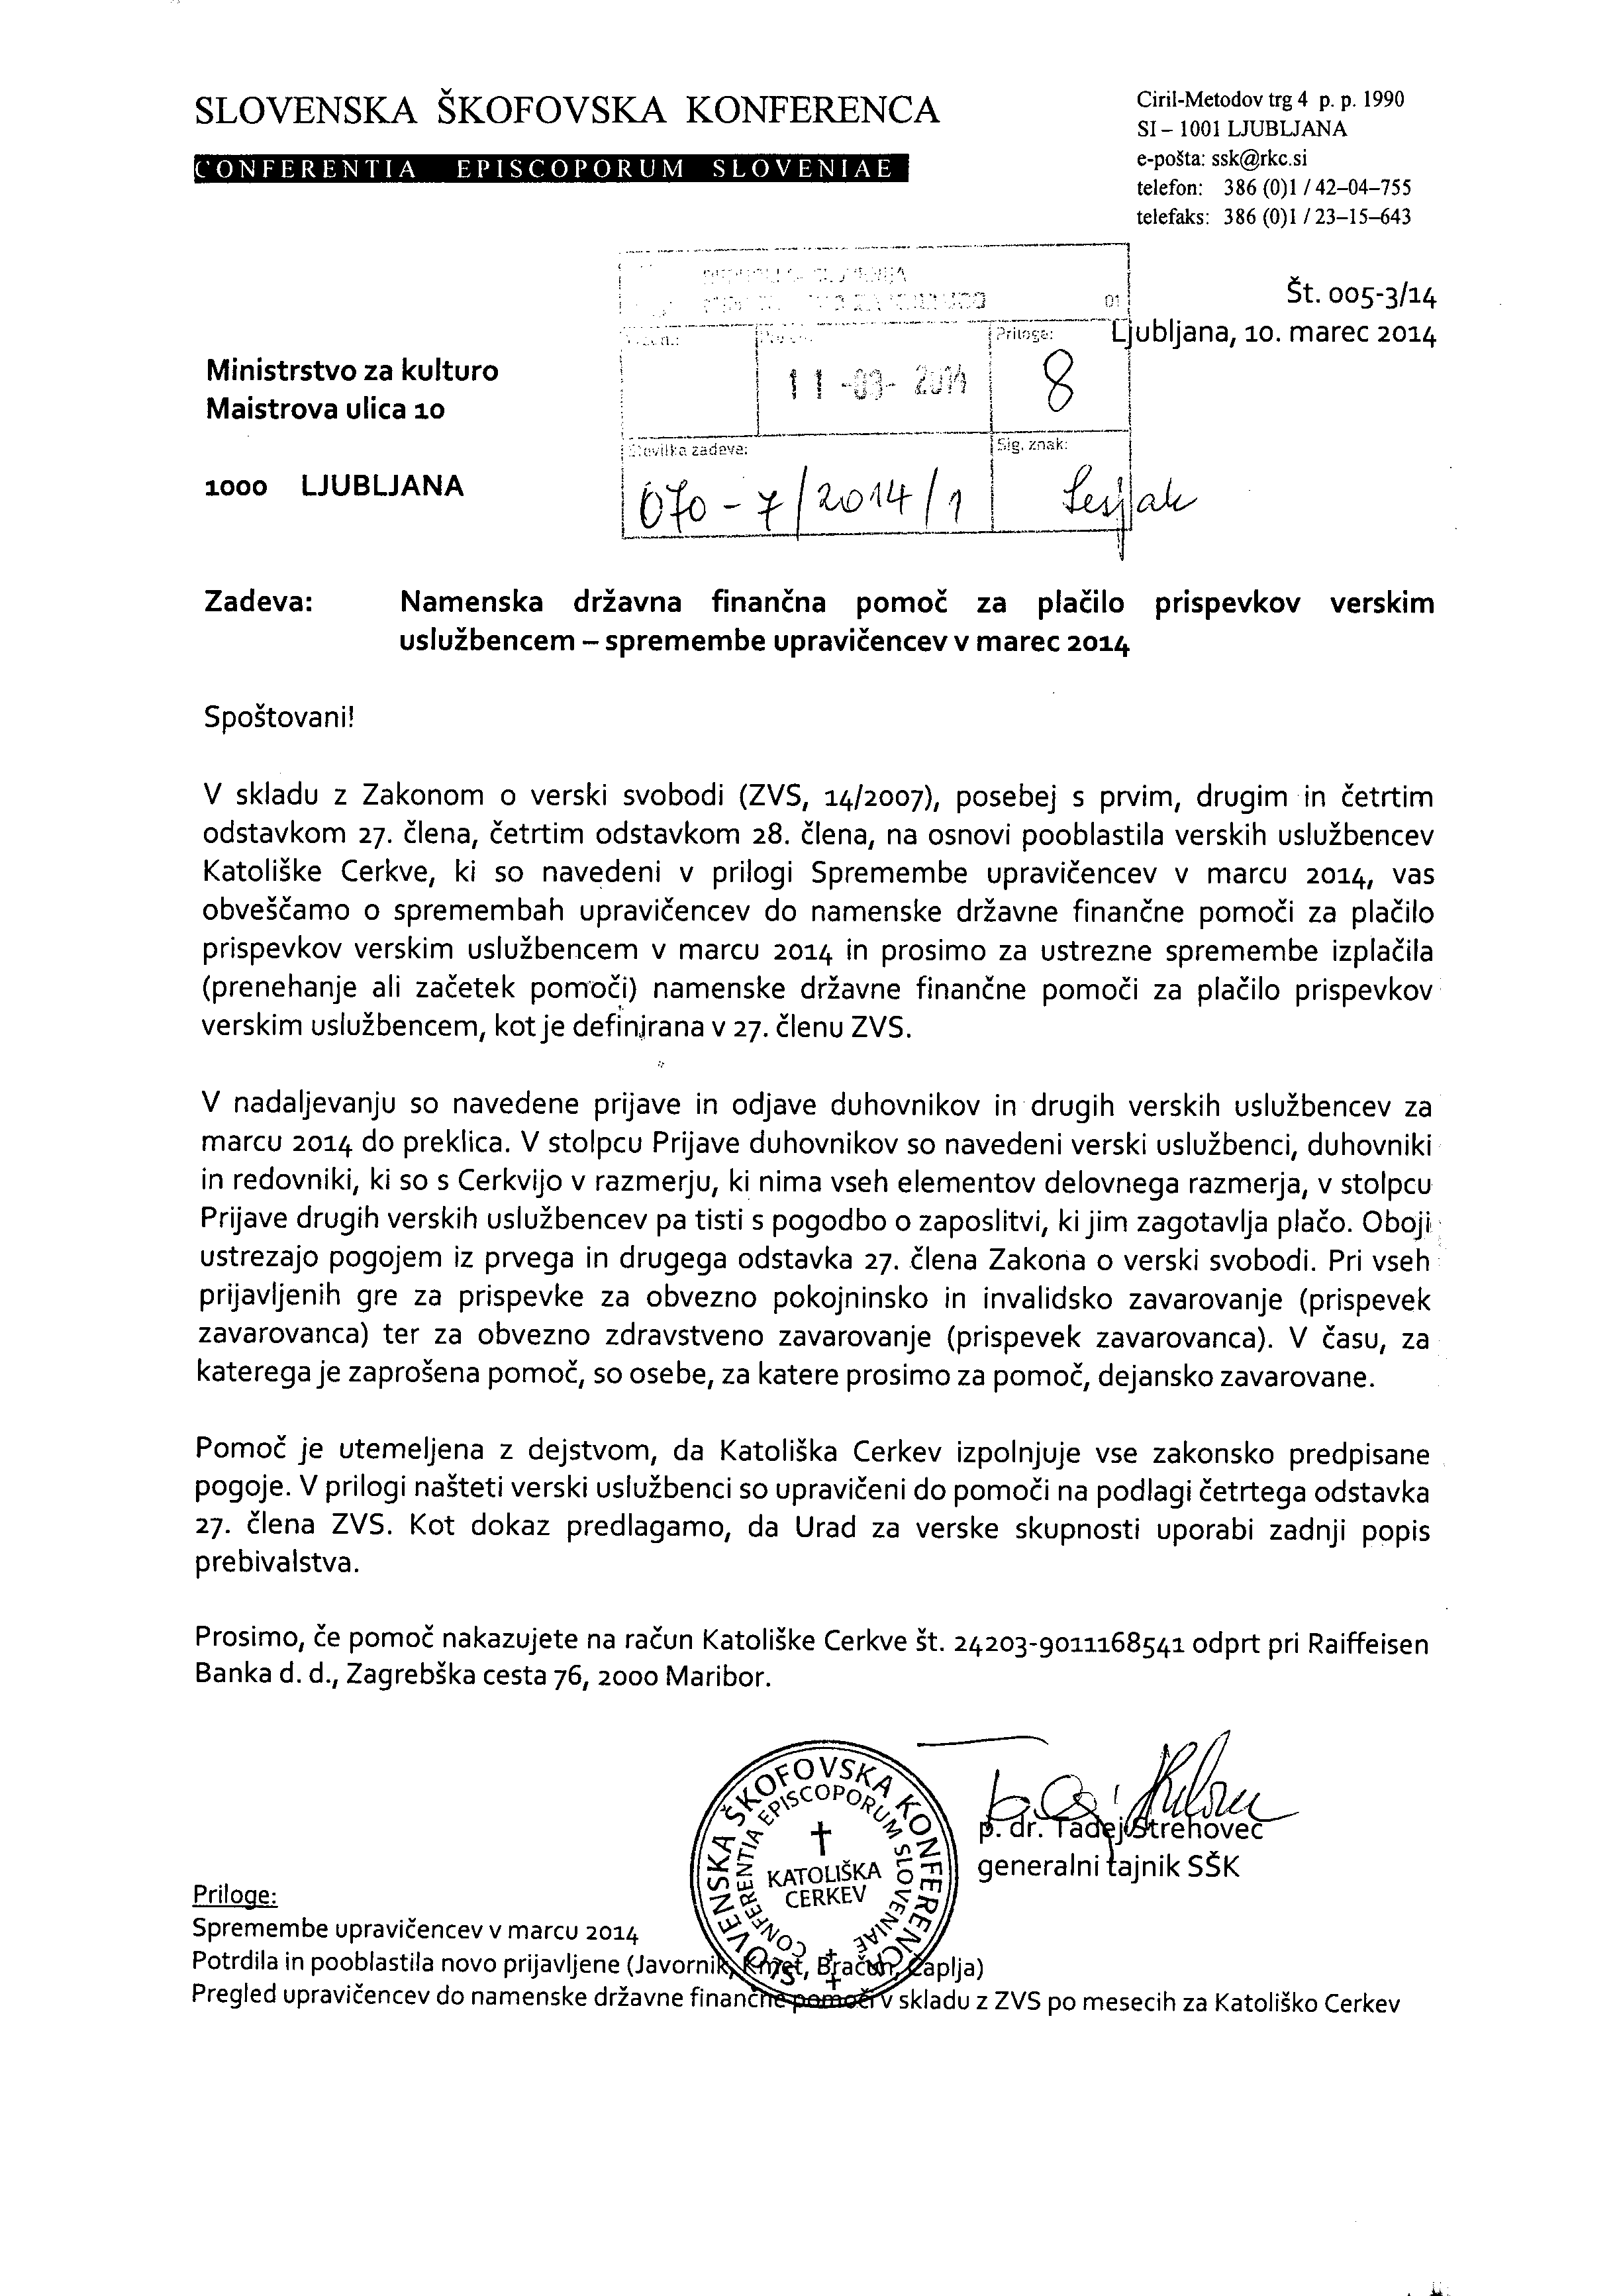 SLOVENSKA ŠKOFOVSKA KONFERENCA
CONFERENTIA EPISCOPORUM SLOVENIAE
Ciril-Metodov trg 4 p. p. 1990
SI – 1001 LJUBLJANA
e-pošta: ssk@rkc.si
telefon: 386 (0)1 / 42–04–755
telefaks: 386 (0)1 / 23–15–643
01
Št. 005-3/14
Ljubljana, 10. marec 2014
Priloge:
11 -03- 2014
8
Ministrstvo za kulturo
Maistrova ulica 10
1000 LJUBLJANA
Številka zadeve:
Sig. znak:
070-7/2014/1
Zadeva: Namenska državna finančna pomoč za plačilo prispevkov verskim
uslužbencem – spremembe upravičencev v marec 2014
Spoštovani!
V skladu z Zakonom o verski svobodi (ZVS, 14/2007), posebej s prvim, drugim in četrtim
odstavkom 27. člena, četrtim odstavkom 28. člena, na osnovi pooblastila verskih uslužbencev
Katoliške Cerkve, ki so navedeni v prilogi Spremembe upravičencev v marcu 2014, vas
obveščamo o spremembah upravičencev do namenske državne finančne pomoči za plačilo
prispevkov verskim uslužbencem v marcu 2014 in prosimo za ustrezne spremembe izplačila
(prenehanje ali začetek pomoči) namenske državne finančne pomoči za plačilo prispevkov
verskim uslužbencem, kot je definirana v 27. členu ZVS.
V nadaljevanju so navedene prijave in odjave duhovnikov in drugih verskih uslužbencev za
marcu 2014 do preklica. V stolpcu Prijave duhovnikov so navedeni verski uslužbenci, duhovniki
in redovniki, ki so s Cerkvijo v razmerju, ki nima vseh elementov delovnega razmerja, v stolpcu
Prijave drugih verskih uslužbencev pa tisti s pogodbo o zaposlitvi, ki jim zagotavlja plačo. Oboji
ustrezajo pogojem iz prvega in drugega odstavka 27. člena Zakona o verski svobodi. Pri vseh
prijavljenih gre za prispevke za obvezno pokojninsko in invalidsko zavarovanje (prispevek
zavarovanca) ter za obvezno zdravstveno zavarovanje (prispevek zavarovanca). V času, za
katerega je zaprošena pomoč, so osebe, za katere prosimo za pomoč, dejansko zavarovane.
Pomoč je utemeljena z dejstvom, da Katoliška Cerkev izpolnjuje vse zakonsko predpisane
pogoje. V prilogi našteti verski uslužbenci so upravičeni do pomoči na podlagi četrtega odstavka
27. člena ZVS. Kot dokaz predlagamo, da Urad za verske skupnosti uporabi zadnji popis
prebivalstva.
Prosimo, če pomoč nakazujete na račun Katoliške Cerkve št. 24203-9011168541 odprt pri Raiffeisen
Banka d. d., Zagrebška cesta 76, 2000 Maribor.
SLOVENSKA ŠKOFOVSKA KONFERENCA
CONFERENTIA EPISCOPORUM SLOVENIAE
KATOLIŠKA
CERKEV
p. dr. Tadej Strehovec
generalni tajnik SŠK
Priloge:
Spremembe upravičencev v marcu 2014
Potrdila in pooblastila novo prijavljene (Javornik, Kmet, Bračun, Čaplja)
Pregled upravičencev do namenske državne finančne pomoči v skladu z ZVS po mesecih za Katoliško Cerkev